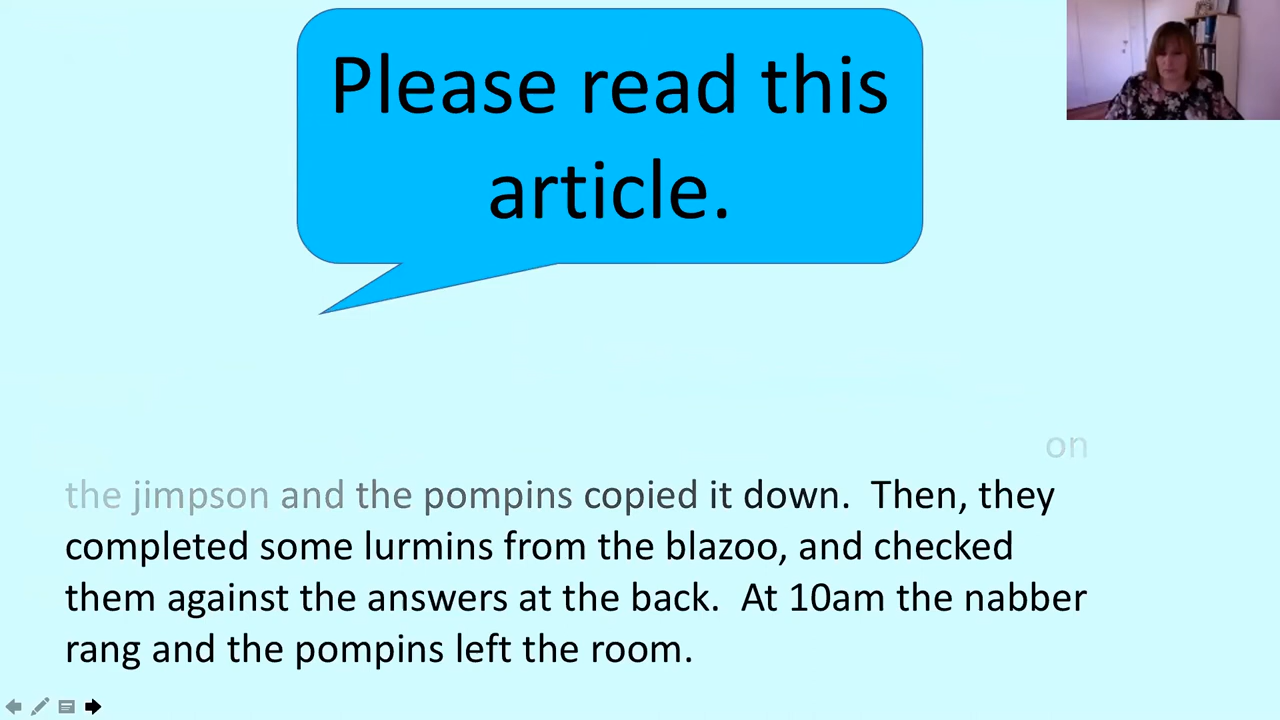 Please read this
article.
on
the jimpson and the pompins copied it down.  Then, they
completed some lurmins from the blazoo, and checked
them against the answers at the back.  At 10am the nabber
rang and the pompins left the room.